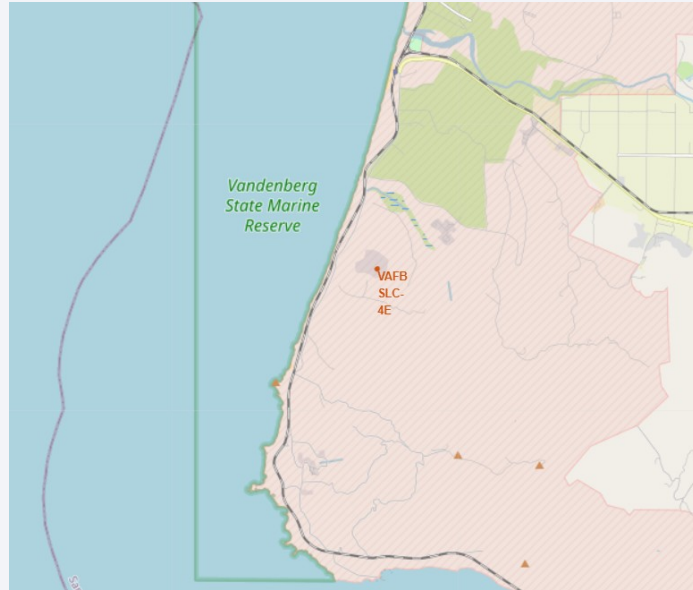 Vandenberg
State Marine
Reserve
VAFB
SLC-
4E